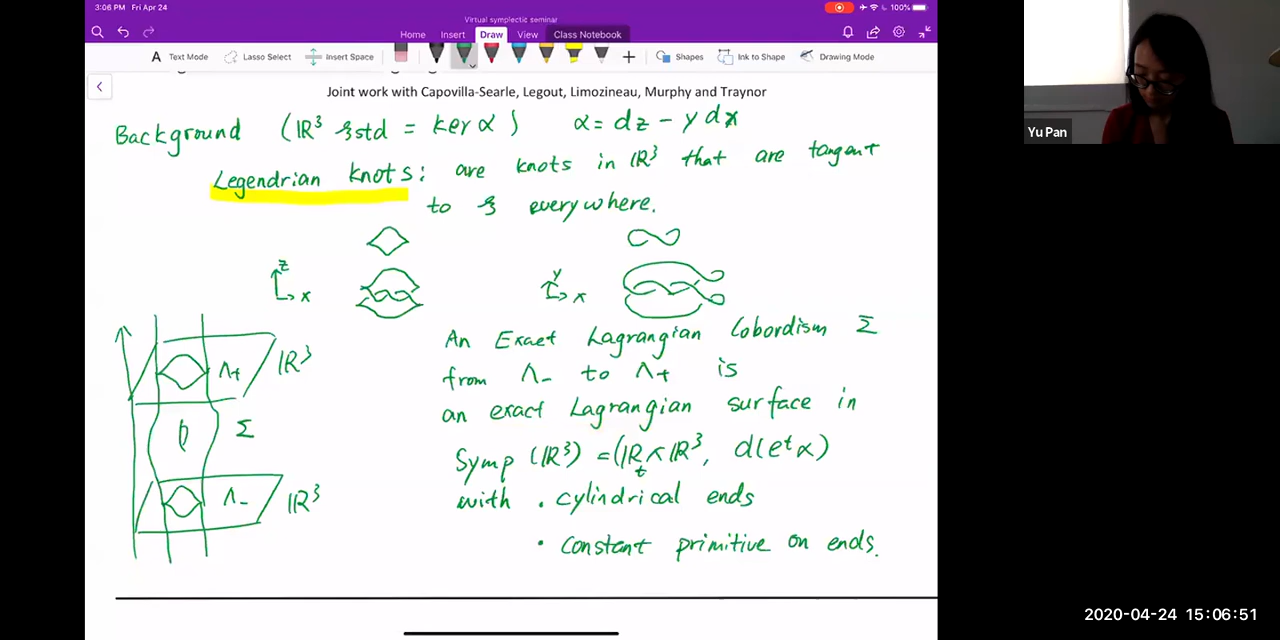 3:06 PM Fri Apr 24
100%
Virtual symplectic seminar
Home Insert Draw View Class Notebook
Text Mode Lasso Select Insert Space Shapes Ink to Shape Drawing Mode
Joint work with Capovilla-Searle, Legout, Limozineau, Murphy and Traynor
Background (ℝ³ ξstd = ker α) α = dz - y dx
Legendrian knots: are knots in ℝ³ that are tangent
to ξ everywhere.
z
x
y
x
An Exact Lagrangian Cobordism Σ
from Λ- to Λ+ is
an exact Lagrangian surface in
Symp (ℝ³) = (ℝt × ℝ³, d(e^t α)
with · cylindrical ends
· constant primitive on ends.
Λ+ ℝ³
Σ
Λ- ℝ³
Yu Pan
2020-04-24 15:06:51